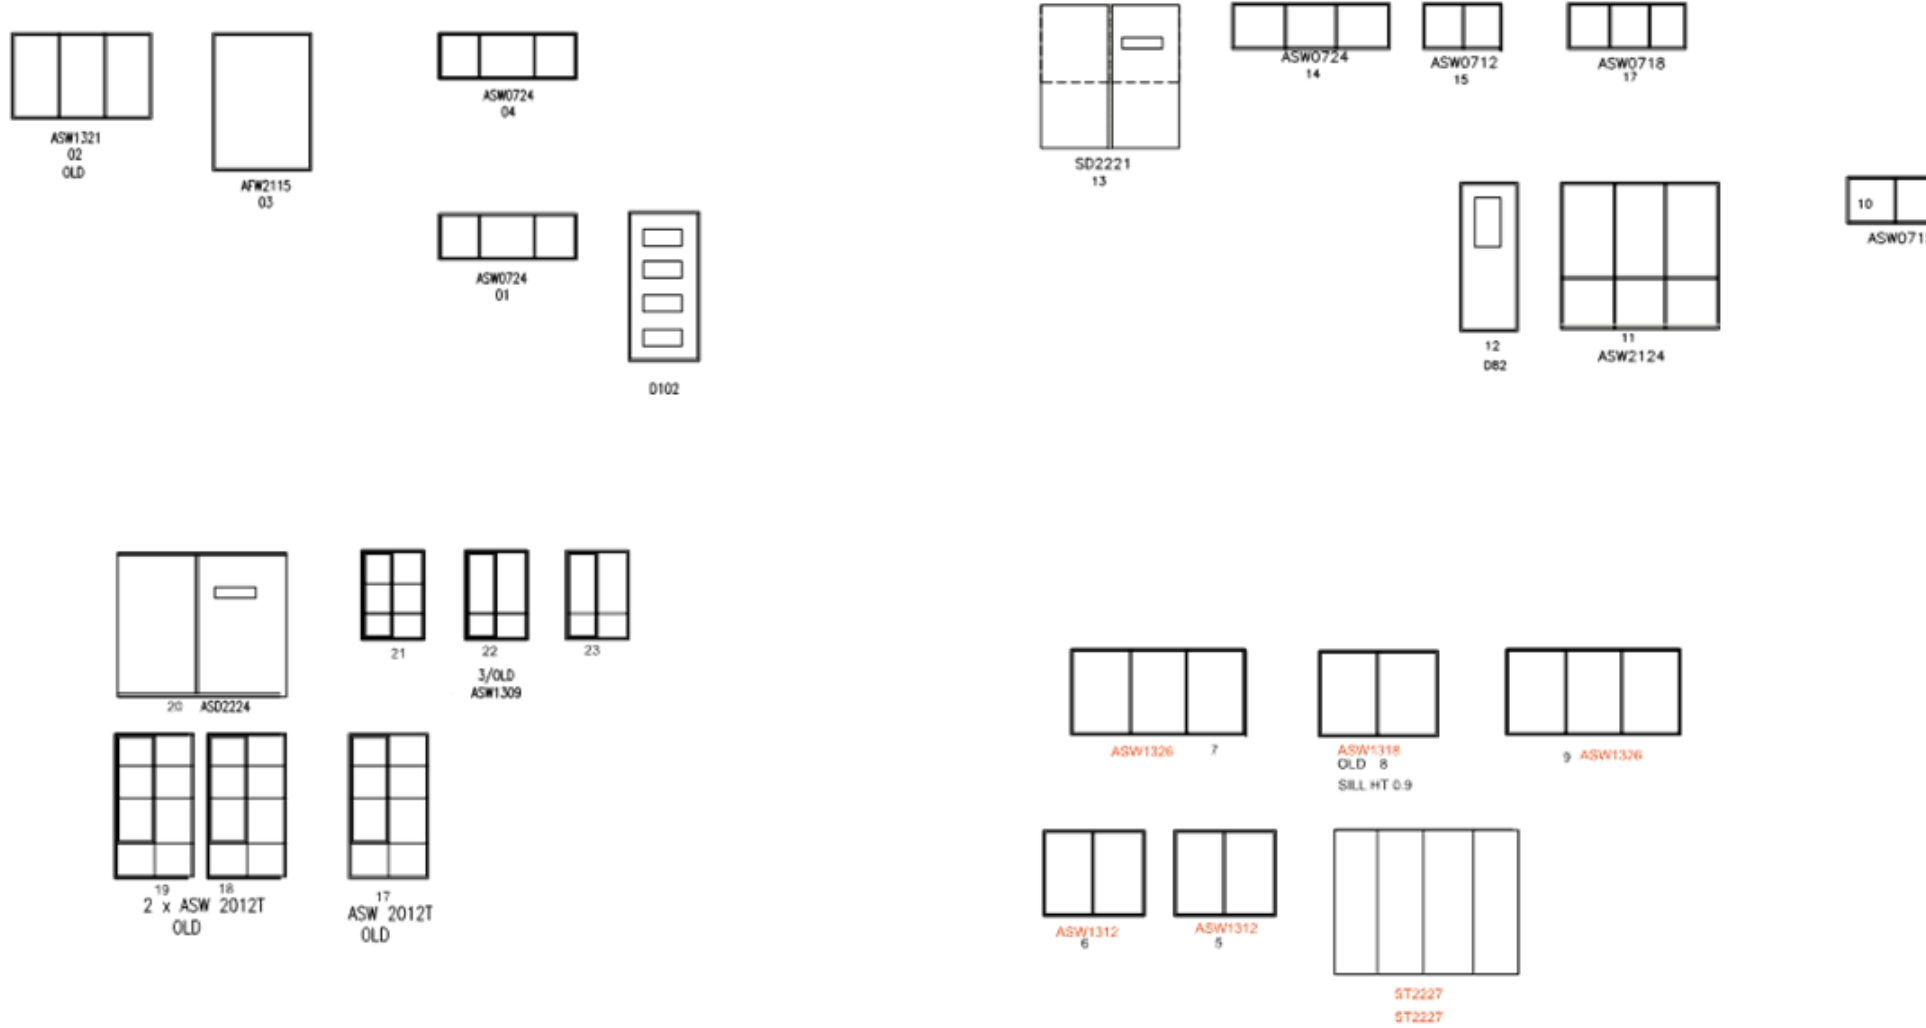 ASW1321
02
OLD
AFW2115
03
ASW0724
04
ASW0724
01
D102
SD2221
13
ASW0724
14
ASW0712
15
ASW0718
17
12
D82
11
ASW2124
10
20 ASD2224
21
22
3/OLD
ASW1309
23
19 18
2 x ASW 2012T
OLD
17
ASW 2012T
OLD
ASW1326 7
ASW1318
OLD 8
SILL HT 0.9
9 ASW1326
ASW1312
6
ASW1312
5
ST2227
ST2227